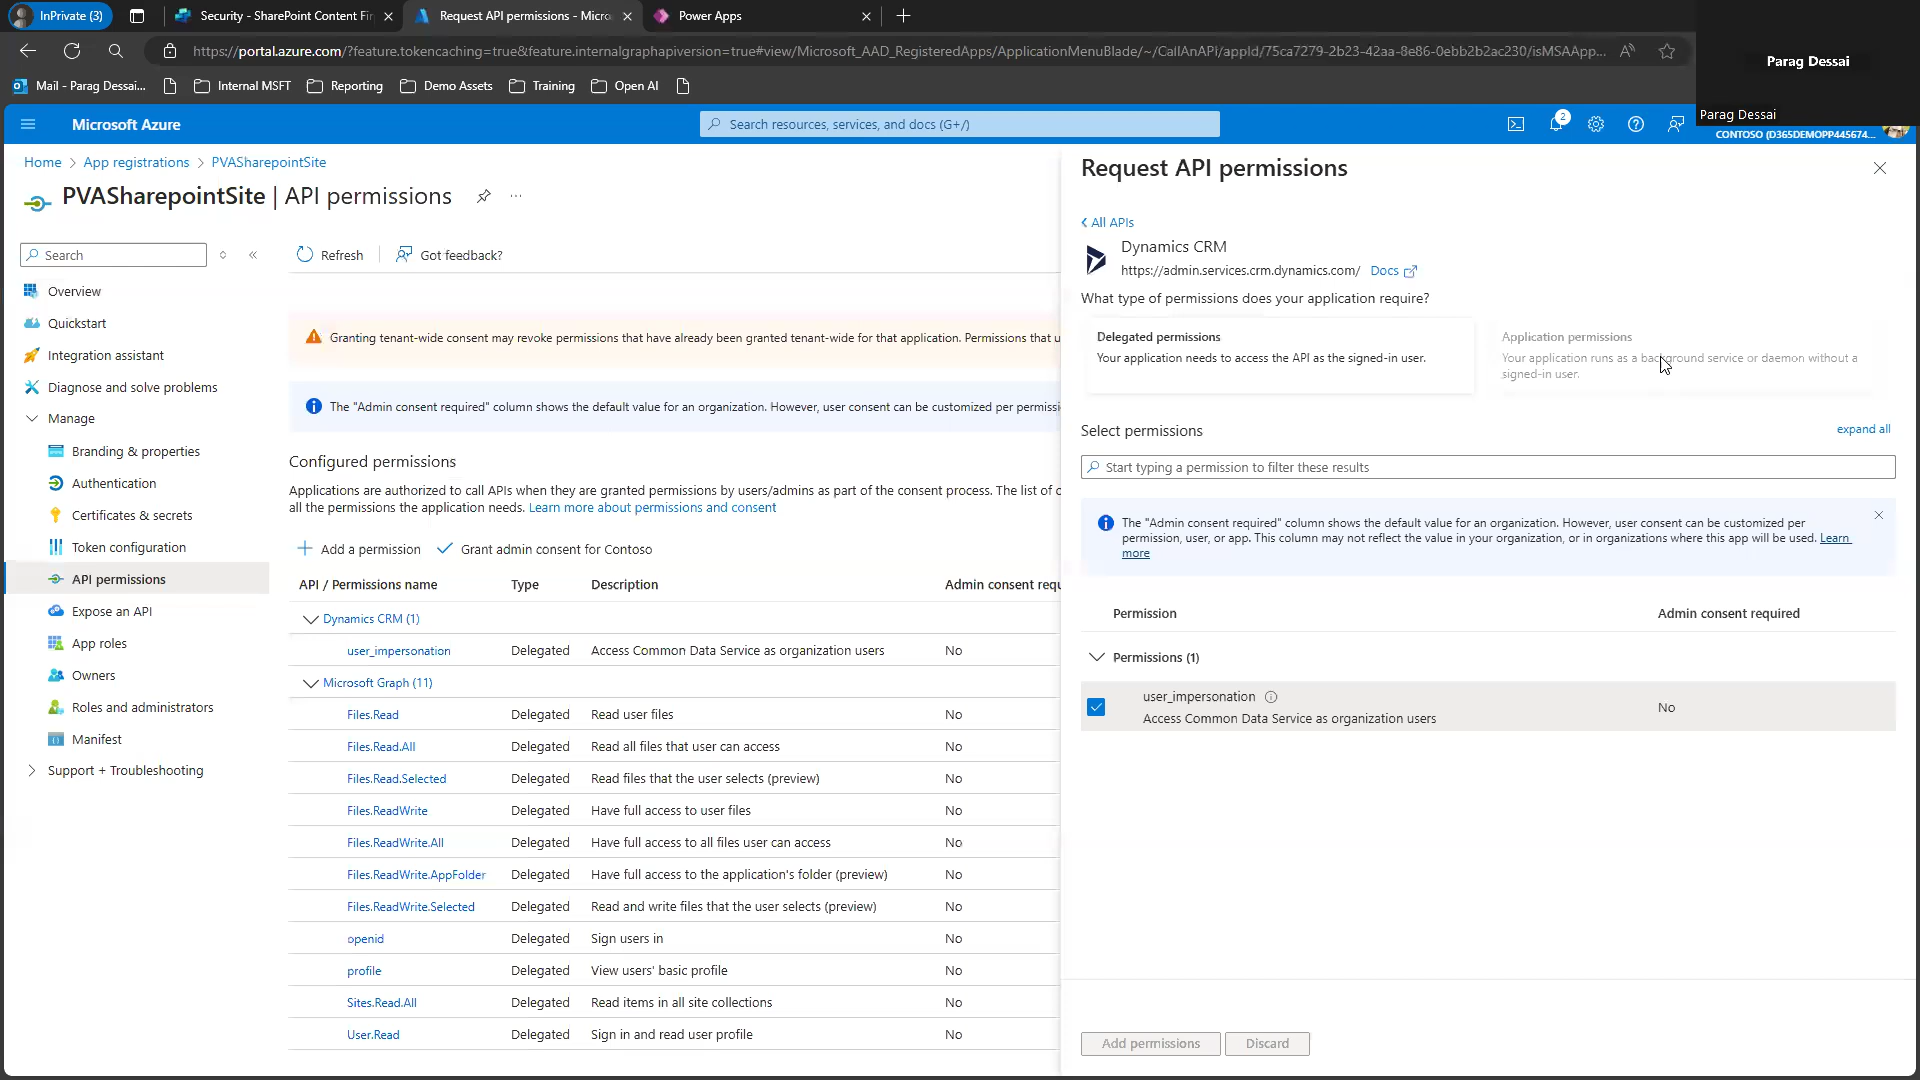 InPrivate (3)
Security - SharePoint Content Fir
Request API permissions - Micro
Power Apps
https://portal.azure.com/?feature.tokencaching=true&feature.internalgraphapiversion=true#view/Microsoft_AAD_RegisteredApps/ApplicationMenuBlade/~/CallAnAPI/appId/75ca7279-2b23-42aa-8e86-0ebb2b2ac230/isMSAApp...
Parag Dessai
Mail - Parag Dessai...
Internal MSFT
Reporting
Demo Assets
Training
Open AI
Parag Dessai
Microsoft Azure
Search resources, services, and docs (G+/)
2
CONTOSO (D365DEMOPP445674...
Home > App registrations > PVASharepointSite
PVASharepointSite | API permissions
Search
Overview
Quickstart
Integration assistant
Diagnose and solve problems
Manage
Branding & properties
Authentication
Certificates & secrets
Token configuration
API permissions
Expose an API
App roles
Owners
Roles and administrators
Manifest
Support + Troubleshooting
Refresh
Got feedback?
Granting tenant-wide consent may revoke permissions that have already been granted tenant-wide for that application. Permissions that u
The "Admin consent required" column shows the default value for an organization. However, user consent can be customized per permissi
Configured permissions
Applications are authorized to call APIs when they are granted permissions by users/admins as part of the consent process. The list of c
all the permissions the application needs. Learn more about permissions and consent
Add a permission
Grant admin consent for Contoso
API / Permissions name Type Description Admin consent requ
Dynamics CRM (1)
user_impersonation Delegated Access Common Data Service as organization users No
Microsoft Graph (11)
Files.Read Delegated Read user files No
Files.Read.All Delegated Read all files that user can access No
Files.Read.Selected Delegated Read files that the user selects (preview) No
Files.ReadWrite Delegated Have full access to user files No
Files.ReadWrite.All Delegated Have full access to all files user can access No
Files.ReadWrite.AppFolder Delegated Have full access to the application's folder (preview) No
Files.ReadWrite.Selected Delegated Read and write files that the user selects (preview) No
openid Delegated Sign users in No
profile Delegated View users' basic profile No
Sites.Read.All Delegated Read items in all site collections No
User.Read Delegated Sign in and read user profile No
Request API permissions
All APIs
Dynamics CRM
https://admin.services.crm.dynamics.com/ Docs
What type of permissions does your application require?
Delegated permissions
Your application needs to access the API as the signed-in user.
Application permissions
Your application runs as a background service or daemon without a
signed-in user.
Select permissions
expand all
Start typing a permission to filter these results
The "Admin consent required" column shows the default value for an organization. However, user consent can be customized per
permission, user, or app. This column may not reflect the value in your organization, or in organizations where this app will be used. Learn
more
Permission Admin consent required
Permissions (1)
user_impersonation
Access Common Data Service as organization users
No
Add permissions
Discard